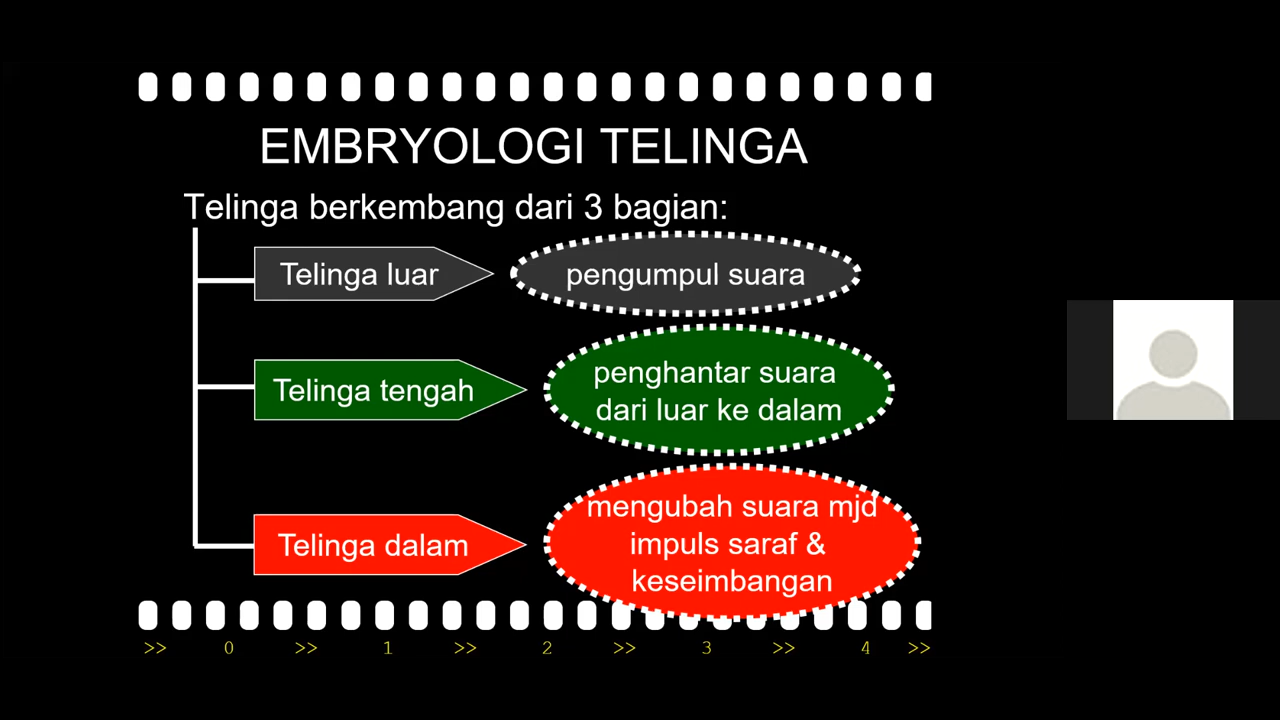 EMBRYOLOGI TELINGA
Telinga berkembang dari 3 bagian:
Telinga luar
pengumpul suara
Telinga tengah
penghantar suara
dari luar ke dalam
Telinga dalam
mengubah suara mjd
impuls saraf &
keseimbangan
>> 0 >> 1 >> 2 >> 3 >> 4 >>